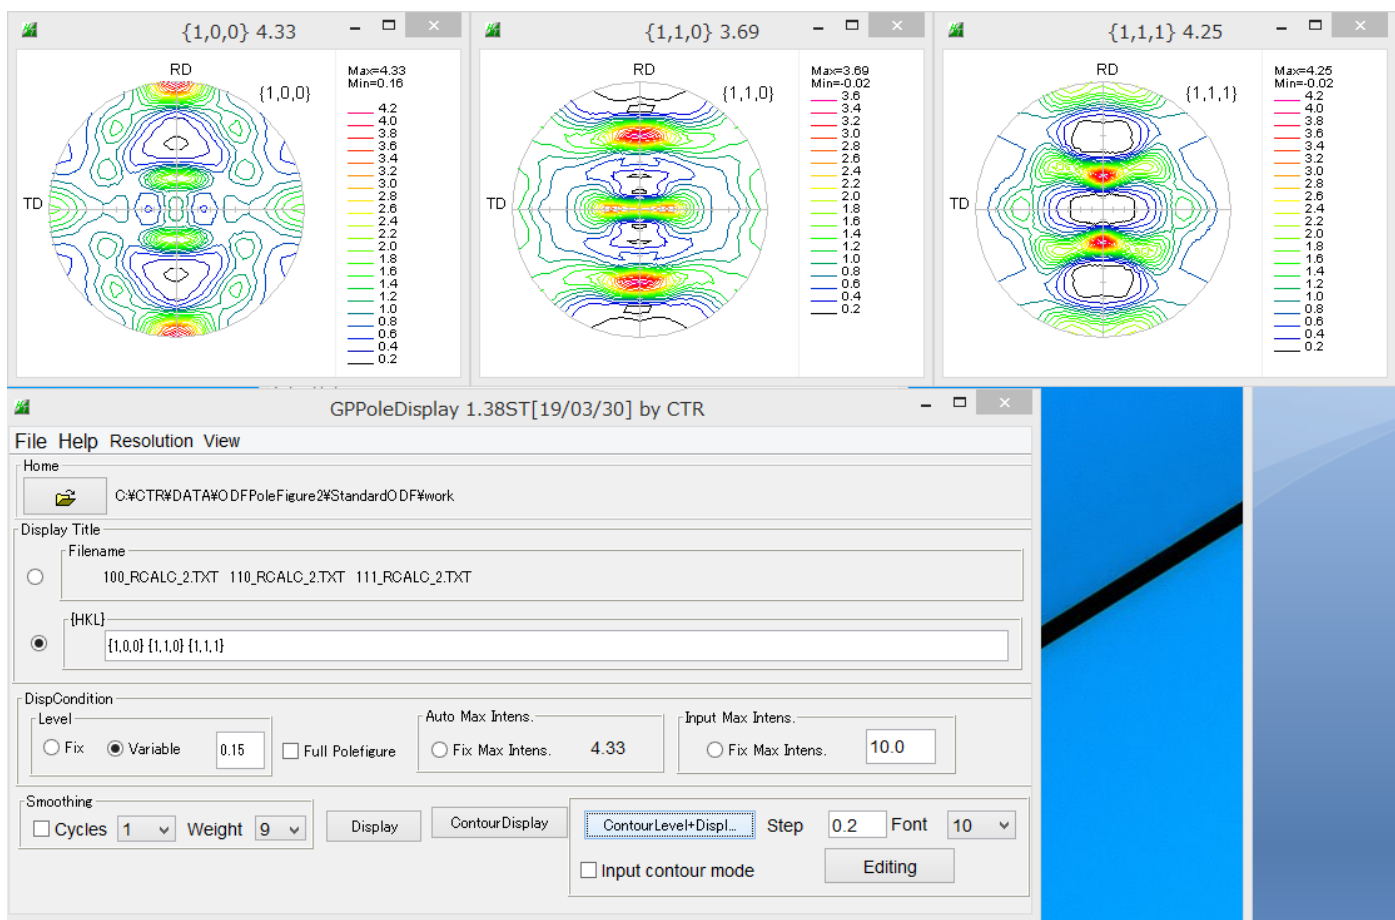 {1,0,0} 4.33
RD
{1,0,0}
TD
Max=4.33
Min=0.16
4.2
4.0
3.8
3.6
3.4
3.2
3.0
2.8
2.6
2.4
2.2
2.0
1.8
1.6
1.4
1.2
1.0
0.8
0.6
0.4
0.2
{1,1,0} 3.69
RD
{1,1,0}
TD
Max=3.69
Min=-0.02
3.6
3.4
3.2
3.0
2.8
2.6
2.4
2.2
2.0
1.8
1.6
1.4
1.2
1.0
0.8
0.6
0.4
0.2
{1,1,1} 4.25
RD
{1,1,1}
TD
Max=4.25
Min=-0.02
4.2
4.0
3.8
3.6
3.4
3.2
3.0
2.8
2.6
2.4
2.2
2.0
1.8
1.6
1.4
1.2
1.0
0.8
0.6
0.4
0.2
GPPoleDisplay 1.38ST[19/03/30] by CTR
File Help Resolution View
Home
C:¥CTR¥DATA¥ODFPoleFigure2¥StandardODF¥work
Display Title
Filename
100_RCALC_2.TXT 110_RCALC_2.TXT 111_RCALC_2.TXT
{HKL}
{1,0,0} {1,1,0} {1,1,1}
DispCondition
Level
Fix Variable 0.15
Full Polefigure
Auto Max Intens.
Fix Max Intens. 4.33
Input Max Intens.
Fix Max Intens. 10.0
Smoothing
Cycles 1 Weight 9
Display
ContourDisplay
ContourLevel+Displ... Step 0.2 Font 10
Input contour mode
Editing